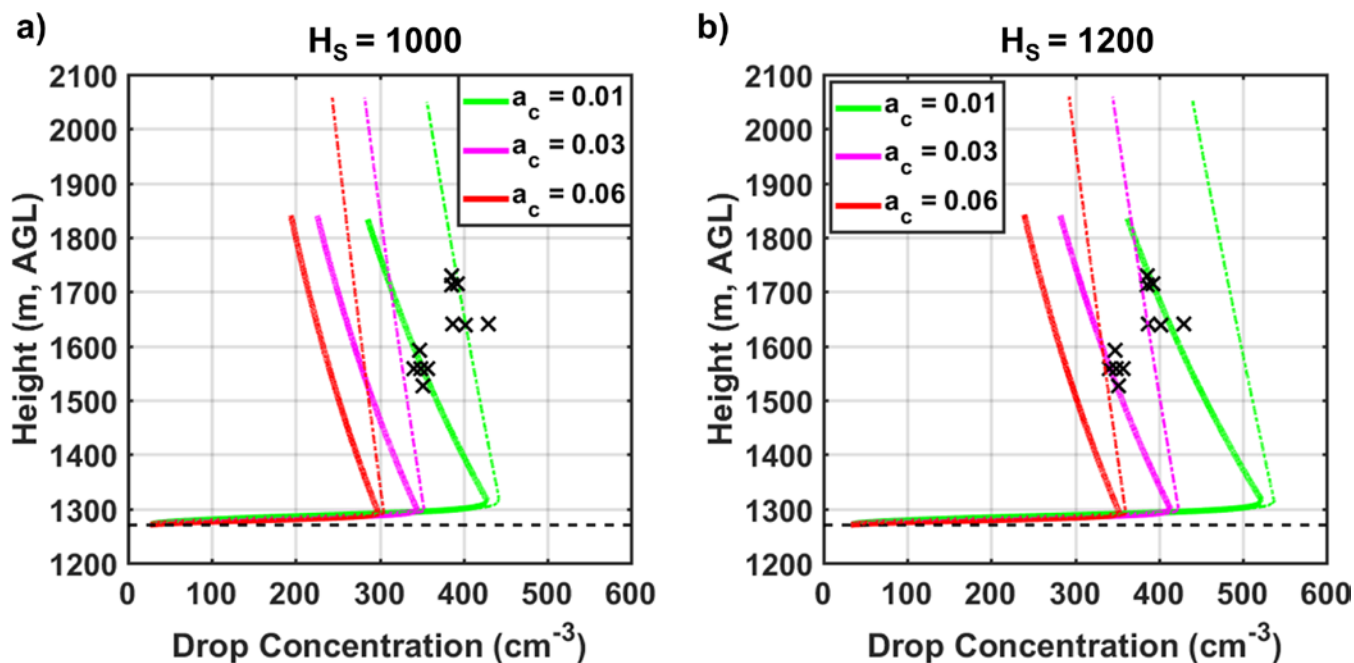 a)
H_S = 1000
2100
2000
1900
1800
1700
1600
1500
1400
1300
1200
Height (m, AGL)
0 100 200 300 400 500 600
Drop Concentration (cm^-3)
a_c = 0.01
a_c = 0.03
a_c = 0.06
b)
H_S = 1200
2100
2000
1900
1800
1700
1600
1500
1400
1300
1200
Height (m, AGL)
0 100 200 300 400 500 600
Drop Concentration (cm^-3)
a_c = 0.01
a_c = 0.03
a_c = 0.06